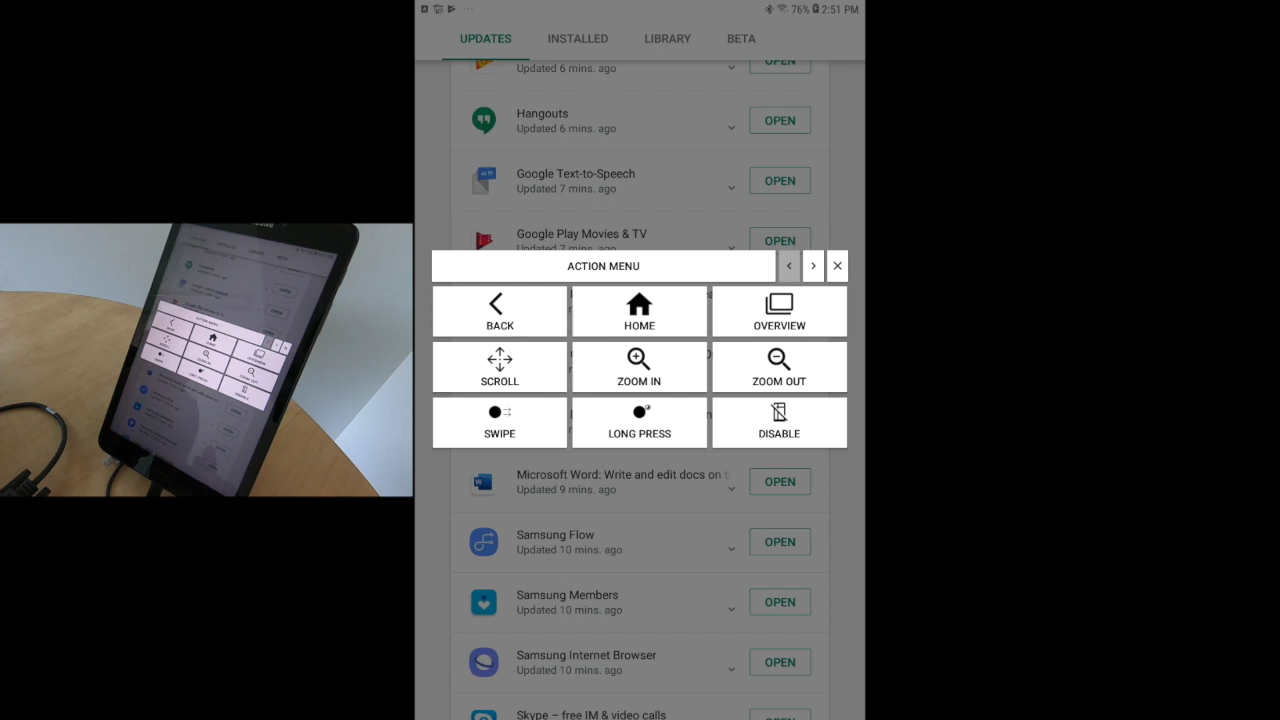 76% 2:51 PM
UPDATES INSTALLED LIBRARY BETA
Updated 6 mins. ago
OPEN
Hangouts
Updated 6 mins. ago
OPEN
Google Text-to-Speech
Updated 7 mins. ago
OPEN
Google Play Movies & TV
Updated 7 mins. ago
OPEN
ACTION MENU
BACK HOME OVERVIEW
SCROLL ZOOM IN ZOOM OUT
SWIPE LONG PRESS DISABLE
Microsoft Word: Write and edit docs on
Updated 9 mins. ago
OPEN
Samsung Flow
Updated 10 mins. ago
OPEN
Samsung Members
Updated 10 mins. ago
OPEN
Samsung Internet Browser
Updated 10 mins. ago
OPEN
Skype – free IM & video calls